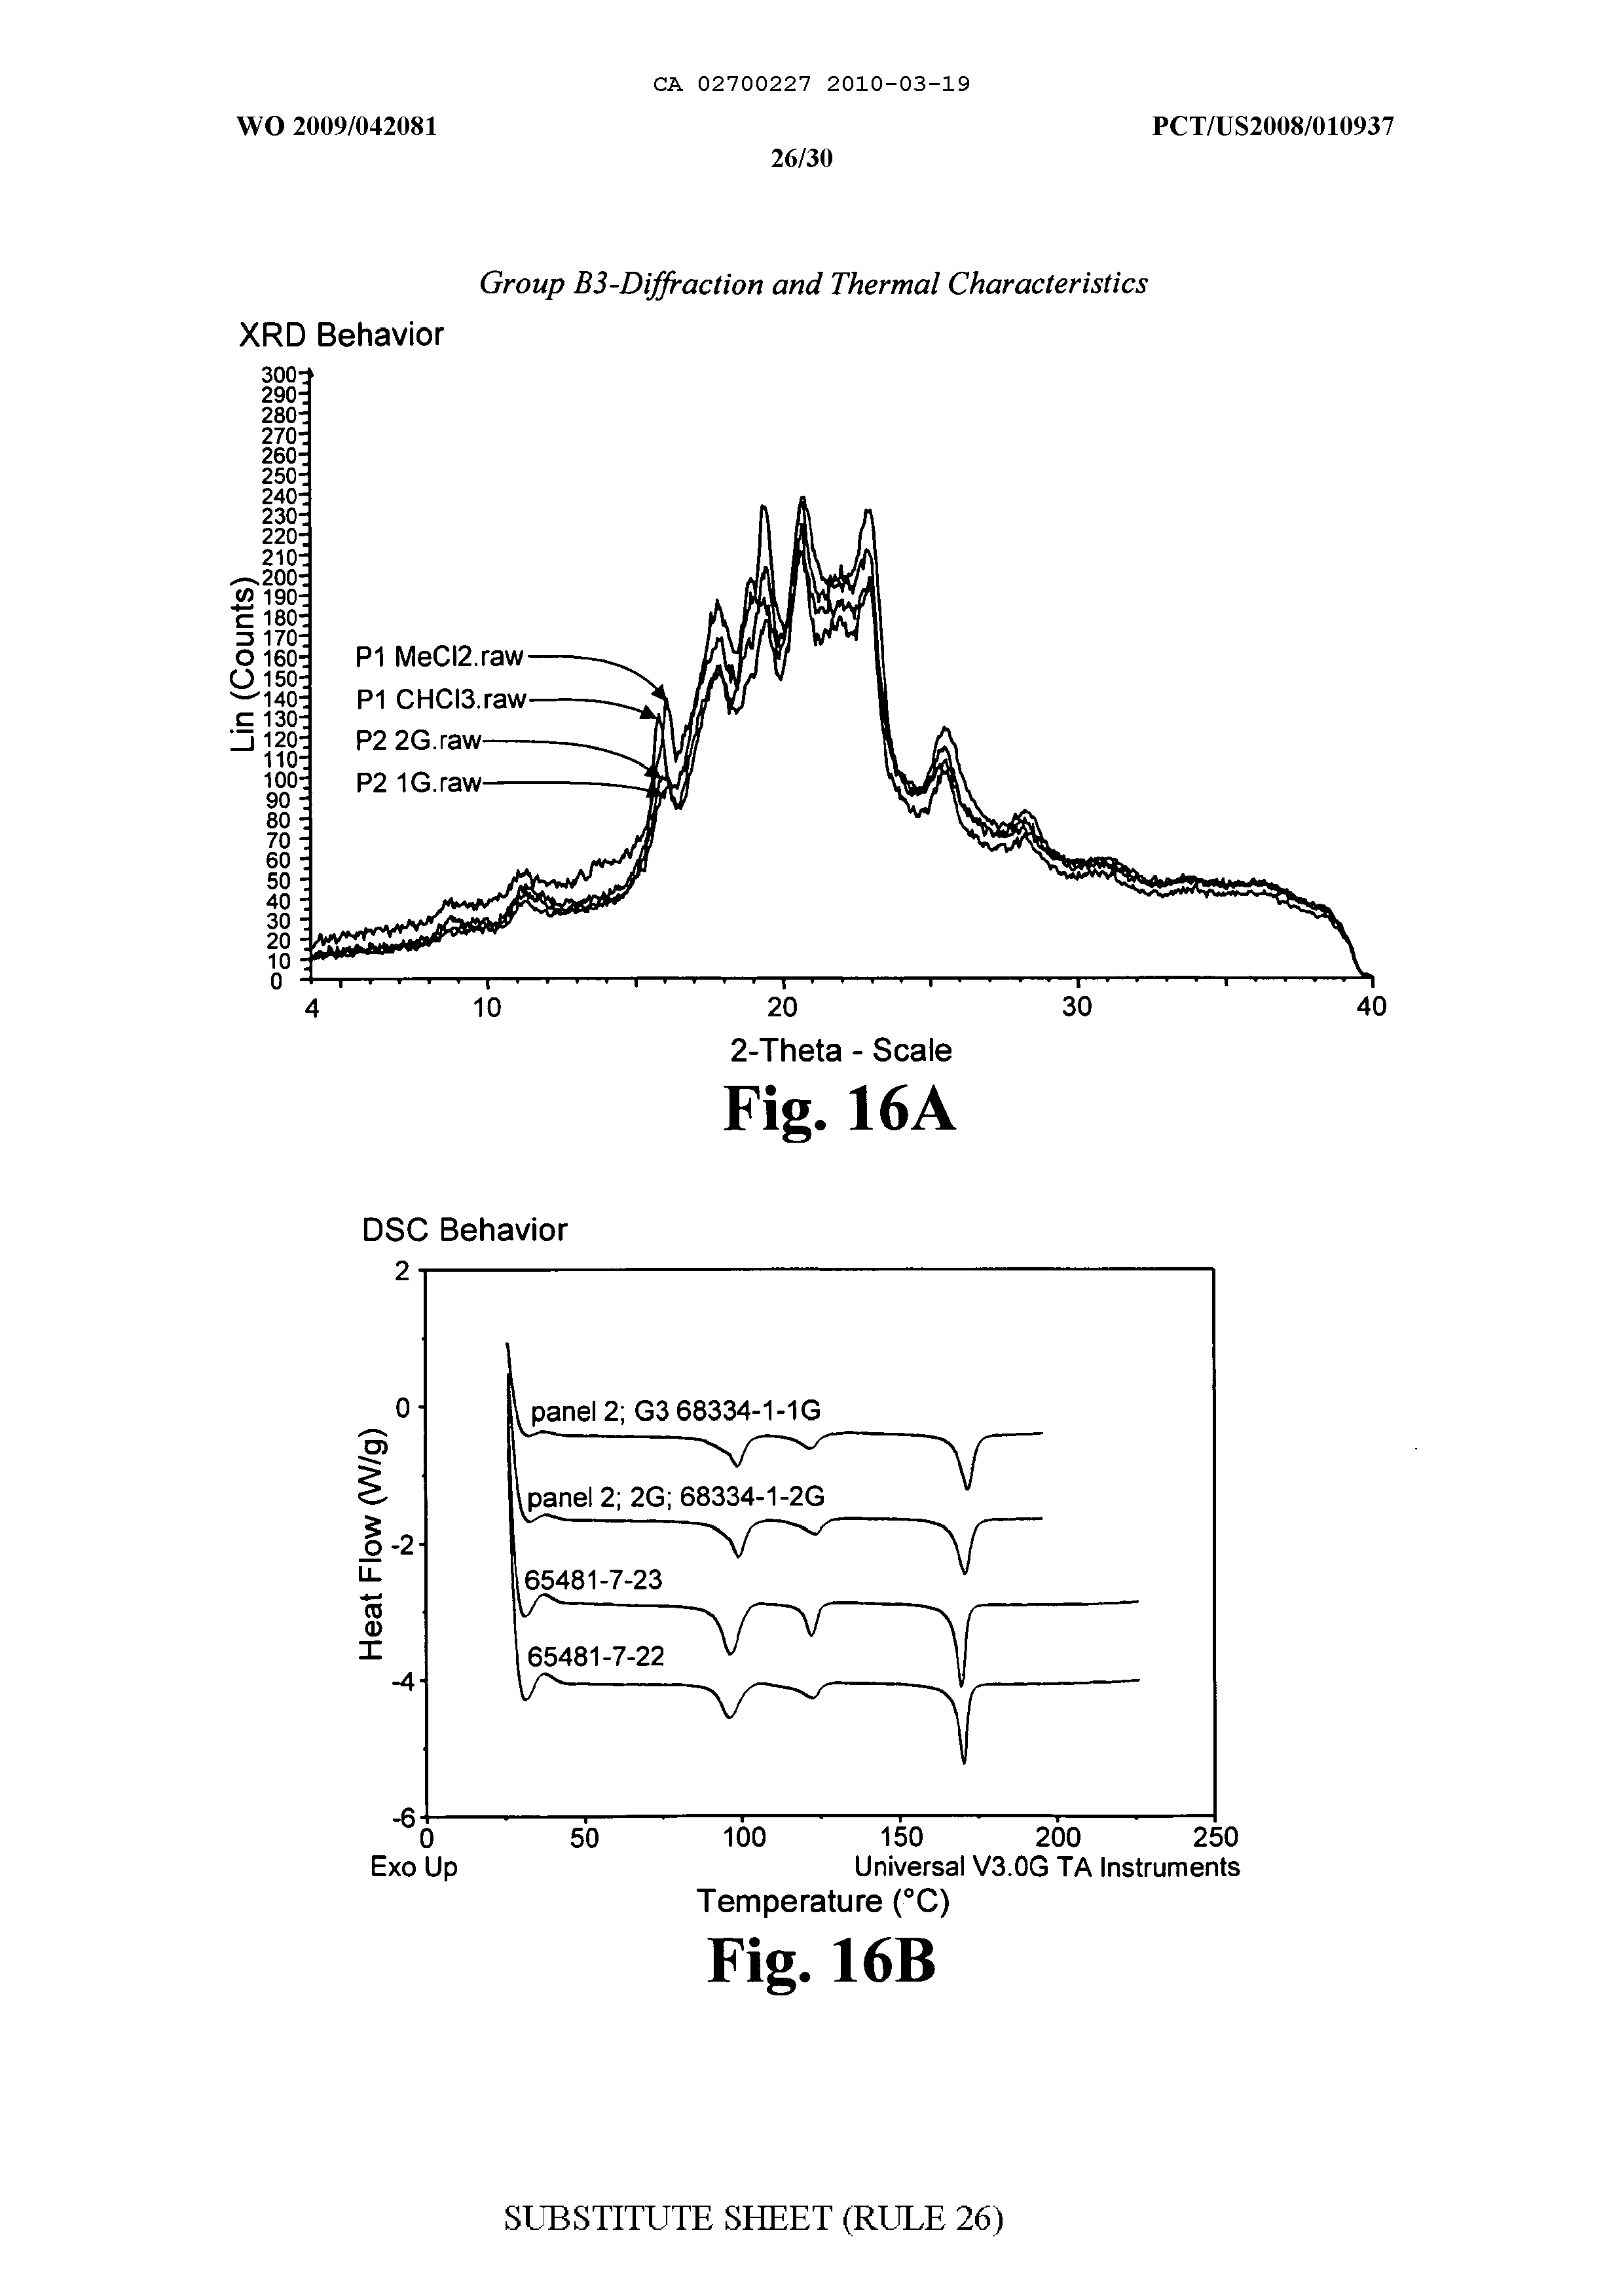 CA 02700227 2010-03-19
WO 2009/042081
PCT/US2008/010937
26/30
Group B3-Diffraction and Thermal Characteristics
XRD Behavior
300
290
280
270
260
250
240
230
220
210
200
190
180
170
160
150
140
130
120
110
100
90
80
70
60
50
40
30
20
10
0
Lin (Counts)
P1 MeCl2.raw
P1 CHCl3.raw
P2 2G.raw
P2 1G.raw
4 10 20 30 40
2-Theta - Scale
Fig. 16A
DSC Behavior
2
0
-2
-4
-6
Heat Flow (W/g)
panel 2; G3 68334-1-1G
panel 2; 2G; 68334-1-2G
65481-7-23
65481-7-22
0 50 100 150 200 250
Exo Up
Universal V3.0G TA Instruments
Temperature (°C)
Fig. 16B
SUBSTITUTE SHEET (RULE 26)